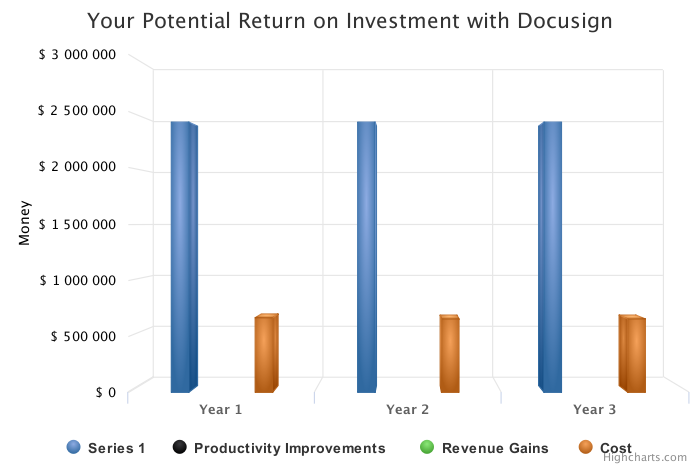 Your Potential Return on Investment with Docusign
$ 3 000 000
$ 2 500 000
$ 2 000 000
$ 1 500 000
$ 1 000 000
$ 500 000
$ 0
Money
Year 1 Year 2 Year 3
Series 1 Productivity Improvements Revenue Gains Cost
Highcharts.com